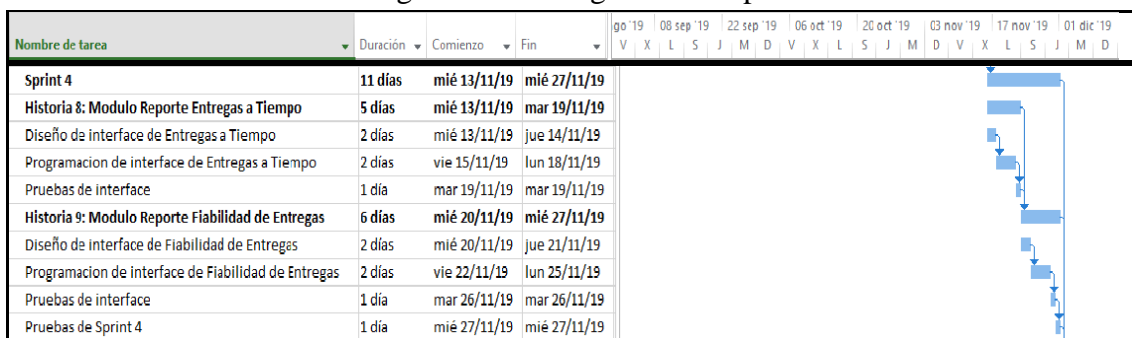 Nombre de tarea Duración Comienzo Fin
go '19 08 sep '19 22 sep '19 06 oct '19 20 oct '19 03 nov '19 17 nov '19 01 dic '19
V X L S J M D V X L S J M D V X L S J M D
Sprint 4 11 días mié 13/11/19 mié 27/11/19
Historia 8: Modulo Reporte Entregas a Tiempo 5 días mié 13/11/19 mar 19/11/19
Diseño de interface de Entregas a Tiempo 2 días mié 13/11/19 jue 14/11/19
Programacion de interface de Entregas a Tiempo 2 días vie 15/11/19 lun 18/11/19
Pruebas de interface 1 día mar 19/11/19 mar 19/11/19
Historia 9: Modulo Reporte Fiabilidad de Entregas 6 días mié 20/11/19 mié 27/11/19
Diseño de interface de Fiabilidad de Entregas 2 días mié 20/11/19 jue 21/11/19
Programacion de interface de Fiabilidad de Entregas 2 días vie 22/11/19 lun 25/11/19
Pruebas de interface 1 día mar 26/11/19 mar 26/11/19
Pruebas de Sprint 4 1 día mié 27/11/19 mié 27/11/19